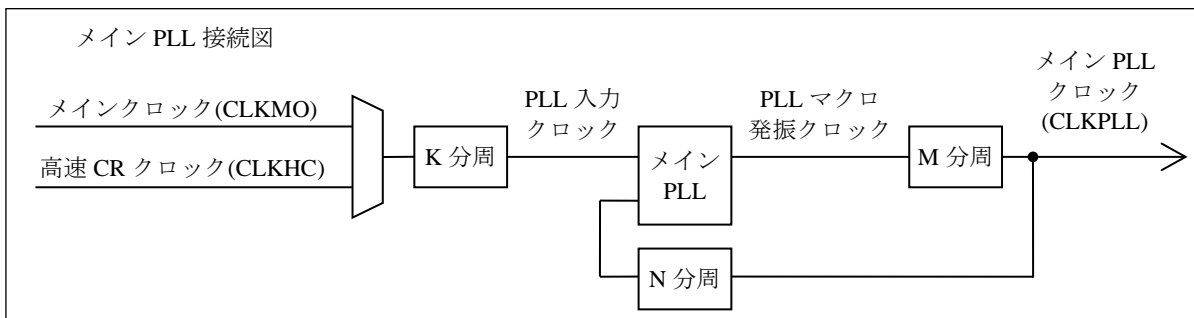 メイン PLL 接続図
メインクロック(CLKMO)
高速 CR クロック(CLKHC)
K 分周
PLL 入力
クロック
メイン
PLL
PLL マクロ
発振クロック
M 分周
メイン PLL
クロック
(CLKPLL)
N 分周